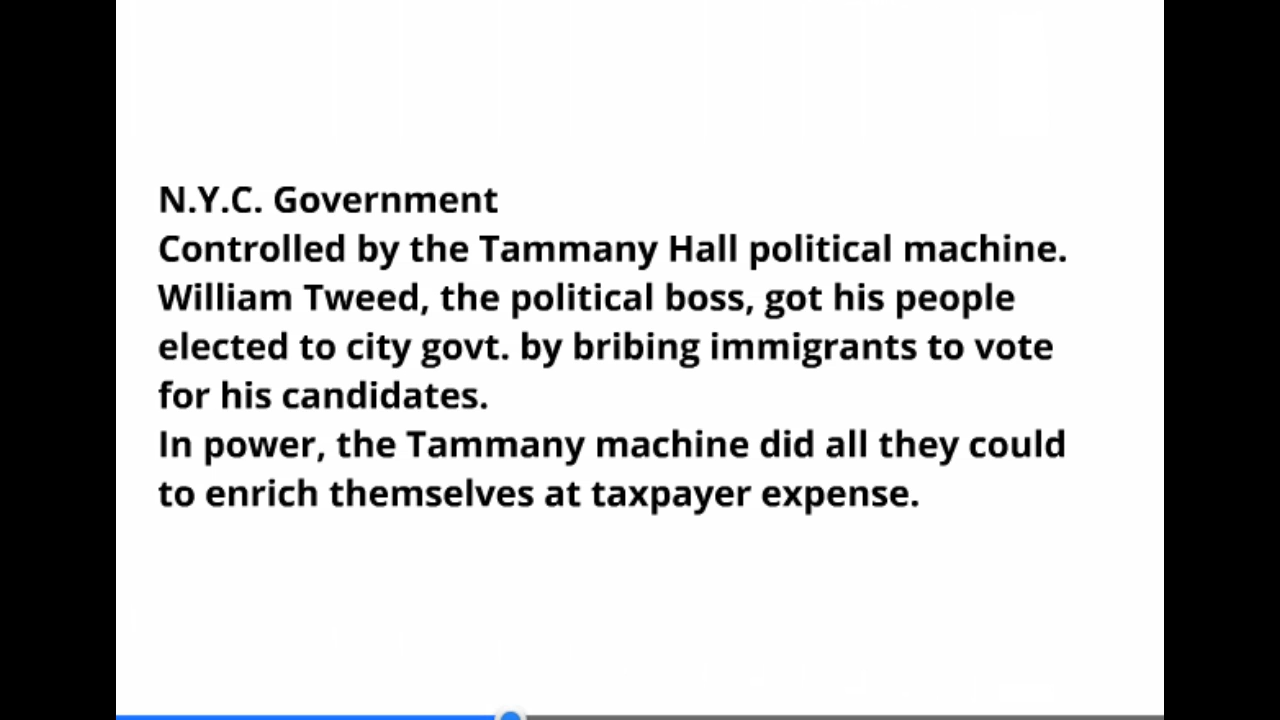 N.Y.C. Government
Controlled by the Tammany Hall political machine.
William Tweed, the political boss, got his people
elected to city govt. by bribing immigrants to vote
for his candidates.
In power, the Tammany machine did all they could
to enrich themselves at taxpayer expense.